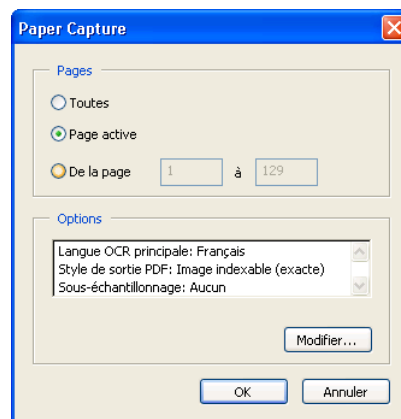 Paper Capture
Pages
Toutes
Page active
De la page 1 à 129
Options
Langue OCR principale: Français
Style de sortie PDF: Image indexable (exacte)
Sous-échantillonnage: Aucun
Modifier...
OK Annuler